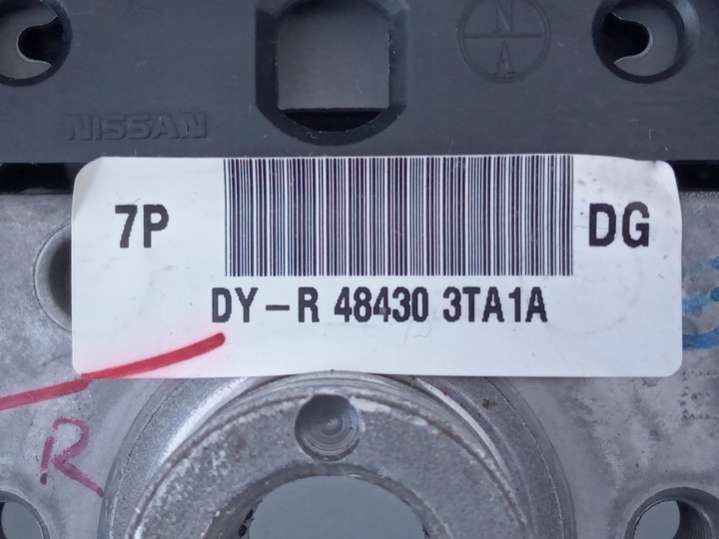 N
A
NISSAN
7P
DG
DY-R 48430 3TA1A
R